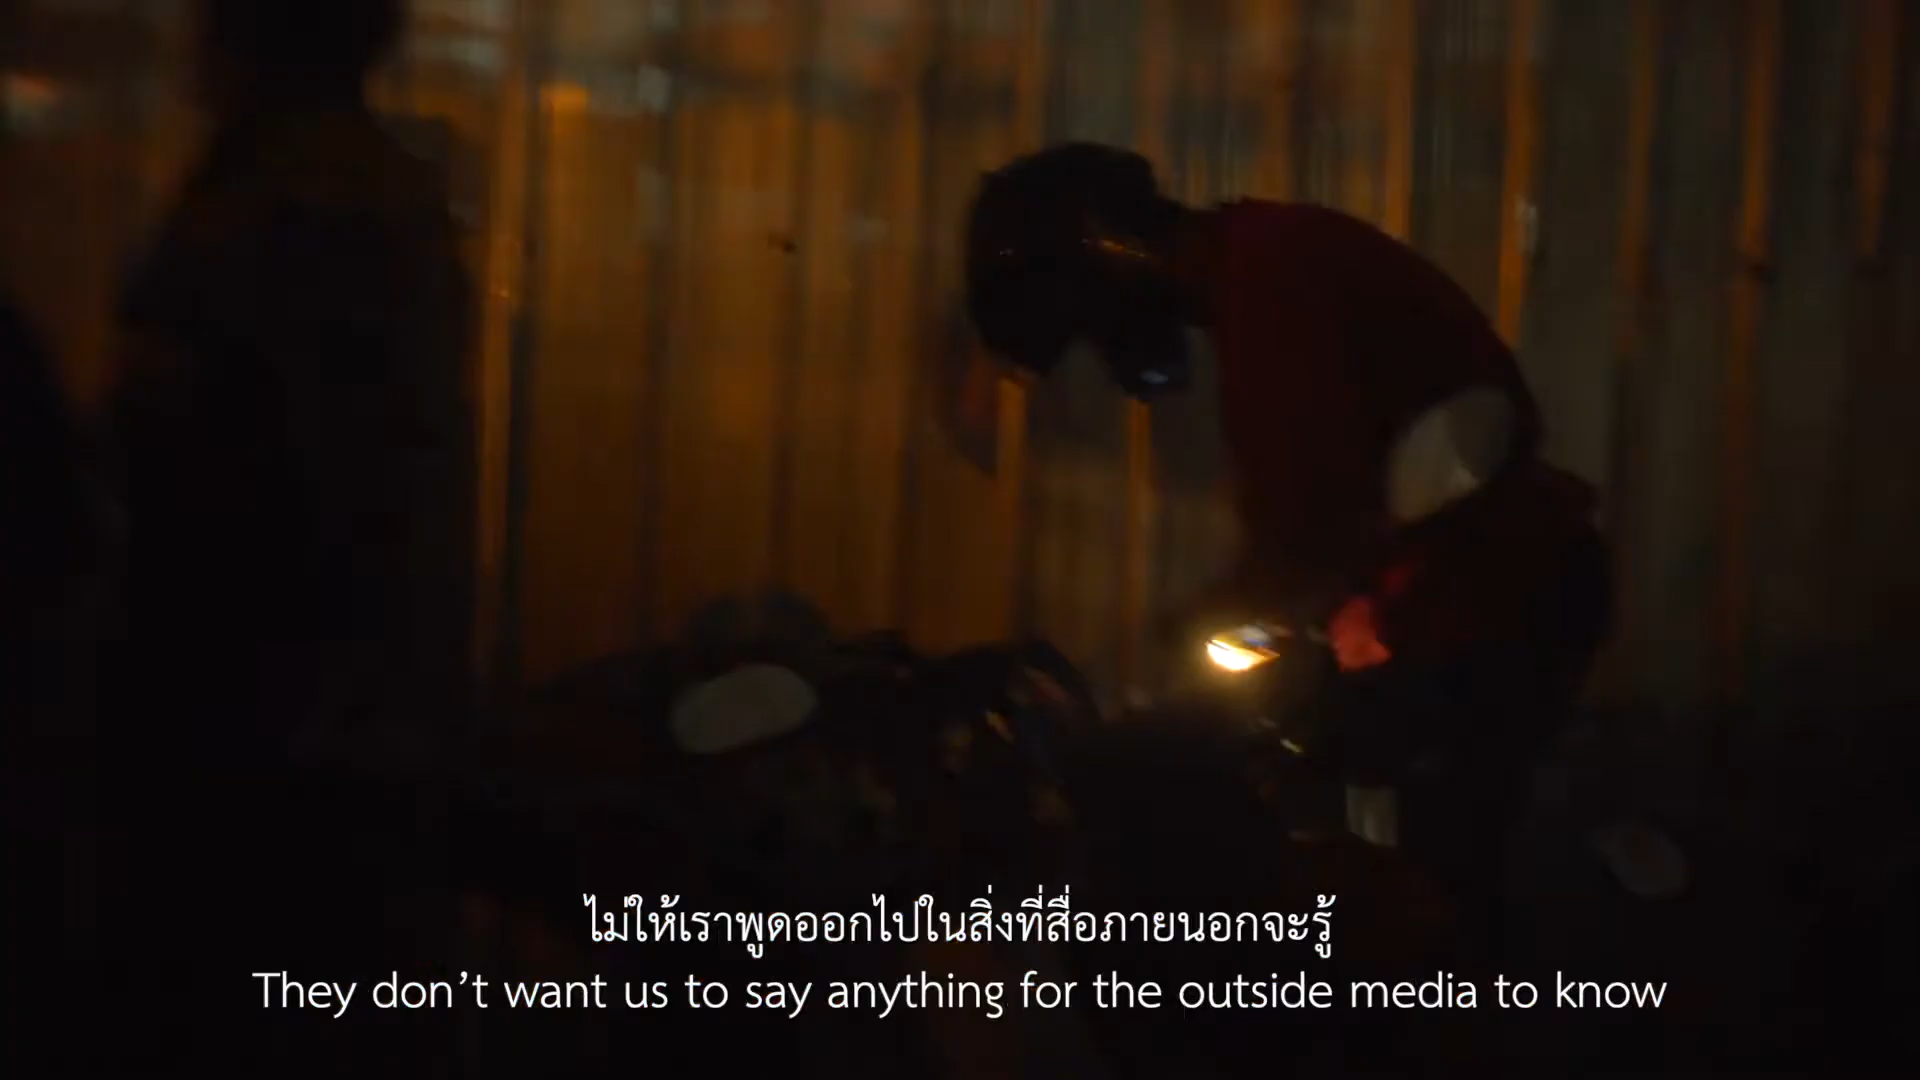 ไม่ให้เราพูดออกไปในสิ่งที่สื่อภายนอกจะรู้
They don’t want us to say anything for the outside media to know